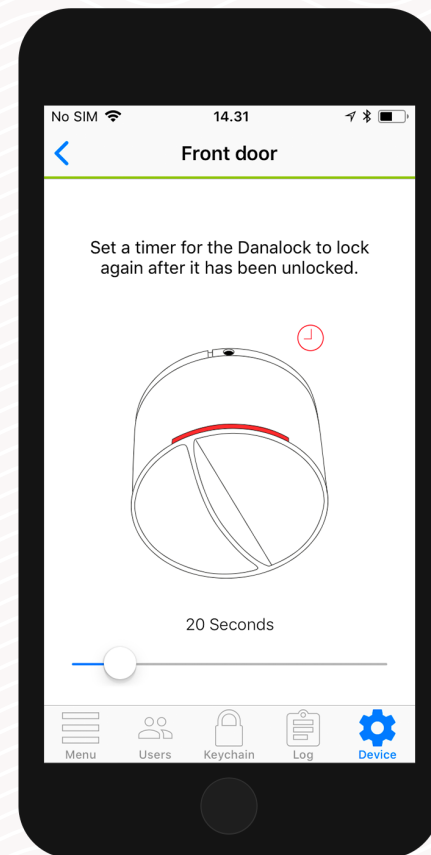 No SIM 14.31
Front door
Set a timer for the Danalock to lock
again after it has been unlocked.
20 Seconds
Menu Users Keychain Log Device